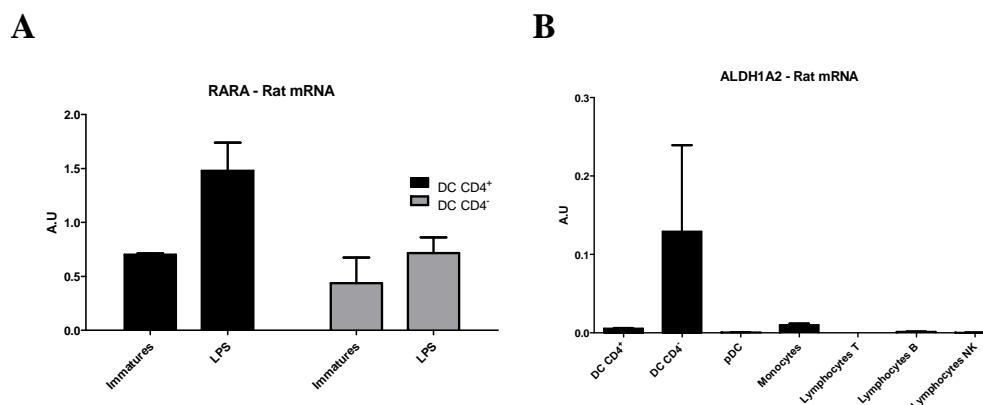 A
RARA - Rat mRNA
2.0
1.5
1.0
0.5
0.0
A.U
DC CD4+
DC CD4-
Immatures
LPS
Immatures
LPS
B
ALDH1A2 - Rat mRNA
0.3
0.2
0.1
0.0
A.U
DC CD4+
DC CD4-
pDC
Monocytes
Lymphocytes T
Lymphocytes B
Lymphocytes NK